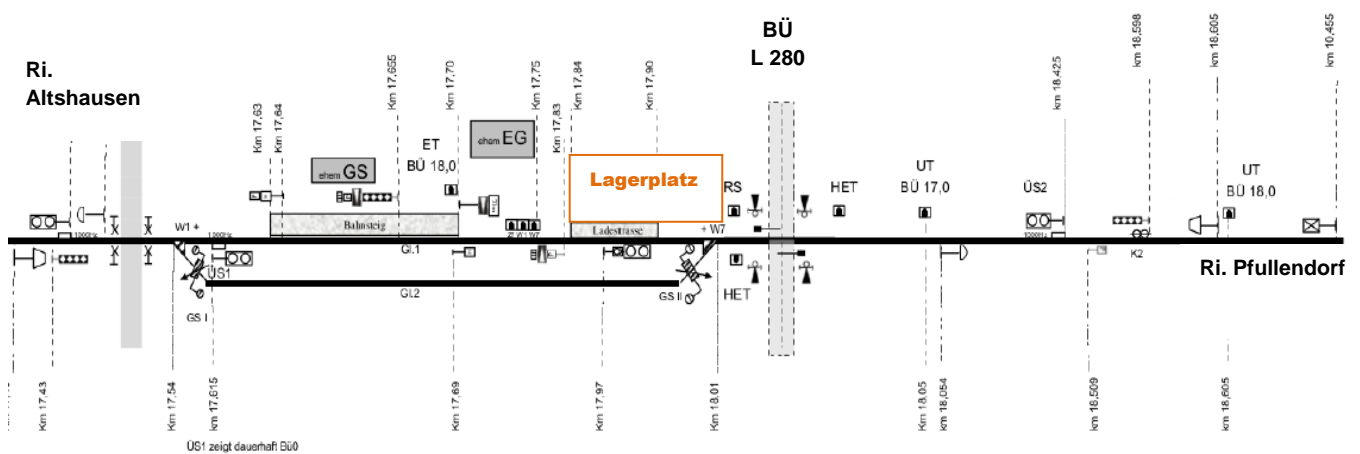 BÜ
L 280
Ri.
Altshausen
Km 17,63
Km 17,64
Km 17,655
Km 17,70
Km 17,75
Km 17,83
Km 17,84
Km 17,90
km 18,425
km 18,598
km 18,605
km 10,455
ehem GS
ET
BÜ 18,0
ehem EG
Lagerplatz
RS
HET
UT
BÜ 17,0
ÜS2
UT
BÜ 18,0
1000Hz
W1 +
1000Hz
Bahnsteig
Gl.1
W1 W7
Ladestrasse
+ W7
1000Hz
K2
Ri. Pfullendorf
ÜS1
Gl.2
GS I
GS II
HET
Km 17,43
Km 17,54
Km 17,615
Km 17,69
Km 17,97
Km 18,01
Km 18,05
km 18,054
km 18,509
km 18,605
ÜS1 zeigt dauerhaft Bü0